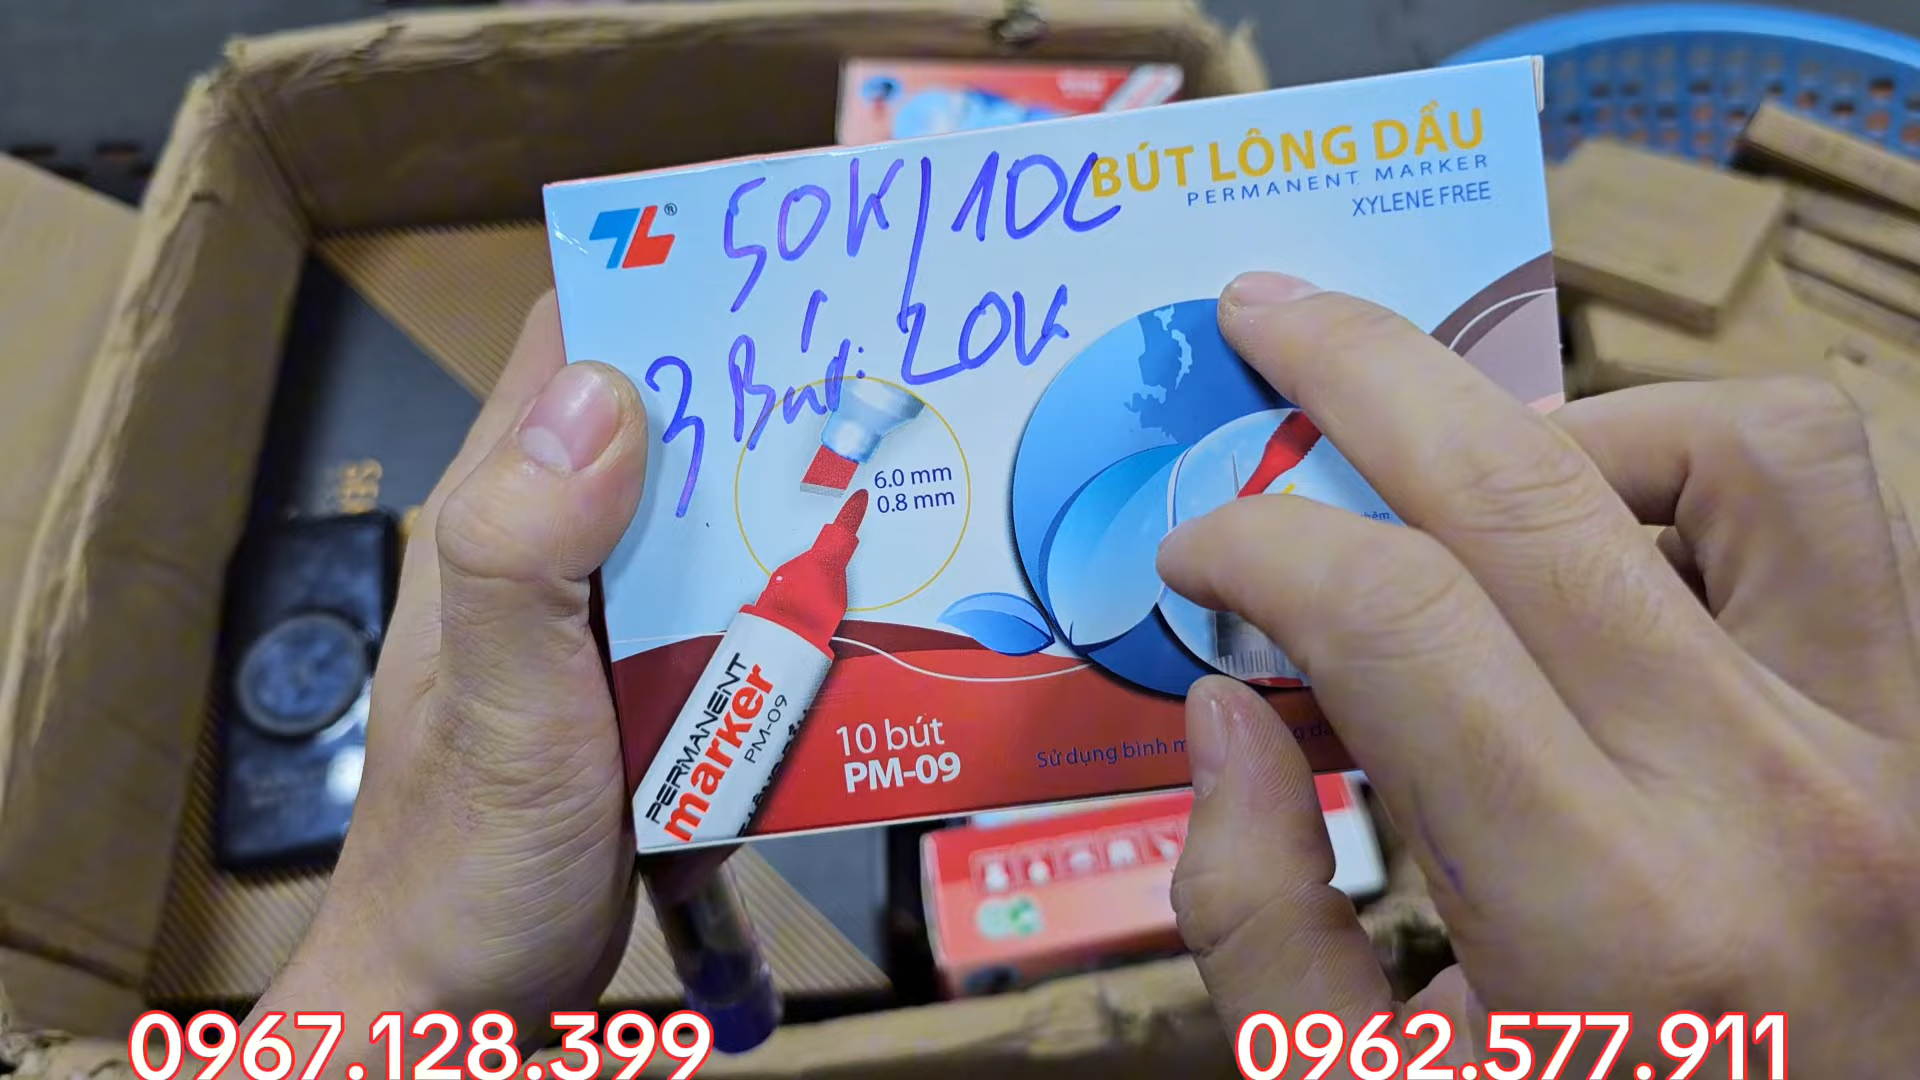 TL®
50K/10C
3 Bút: 20K
BÚT LÔNG DẦU
PERMANENT MARKER
XYLENE FREE
6.0 mm
0.8 mm
PERMANENT
marker
PM-09
10 bút
PM-09
Sử dụng bình m
0967.128.399
0962.577.911